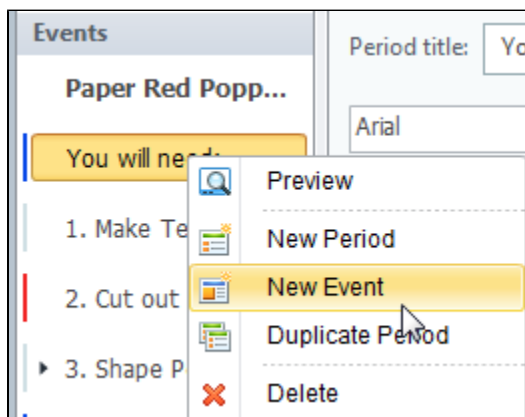 Events
Period title: Yo
Paper Red Popp...
Arial
You will need:
Preview
1. Make Te
New Period
2. Cut out
New Event
Duplicate Period
3. Shape P
Delete